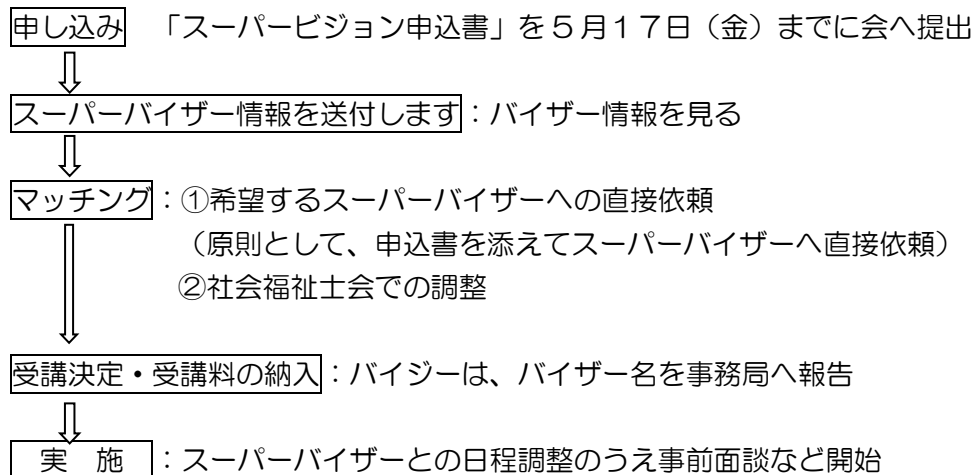 申し込み 「スーパービジョン申込書」を５月１７日（金）までに会へ提出
スーパーバイザー情報を送付します：バイザー情報を見る
マッチング：①希望するスーパーバイザーへの直接依頼
（原則として、申込書を添えてスーパーバイザーへ直接依頼）
②社会福祉士会での調整
受講決定・受講料の納入：バイジーは、バイザー名を事務局へ報告
実　施　：スーパーバイザーとの日程調整のうえ事前面談など開始